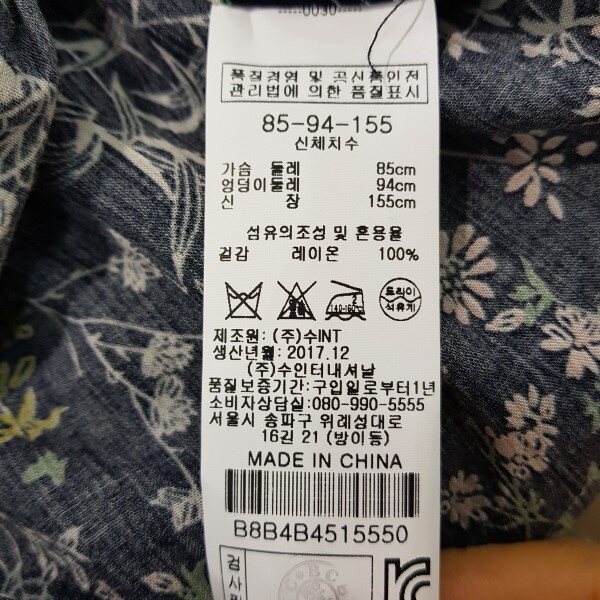 0030
품질경영 및 공산품안전
관리법에 의한 품질표시
85-94-155
신체치수
가슴 둘레 85cm
엉덩이둘레 94cm
신 장 155cm
섬유의조성 및 혼용율
겉감 레이온 100%
드라이
석유계
제조원: (주)수INT
생산년월: 2017.12
(주)수인터내셔날
품질보증기간:구입일로부터1년
소비자상담실:080-990-5555
서울시 송파구 위례성대로
16길 21 (방이동)
MADE IN CHINA
B8B4B4515550
검사